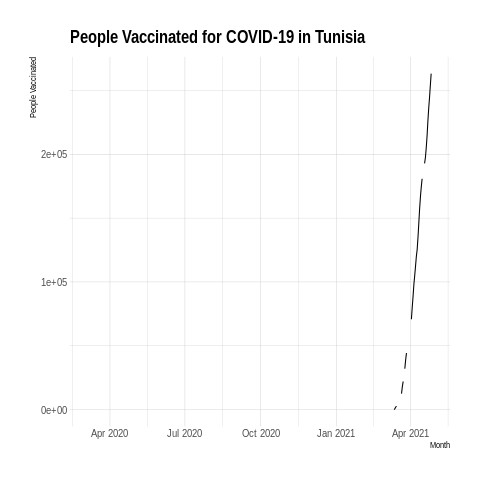 People Vaccinated for COVID-19 in Tunisia
People Vaccinated
2e+05
1e+05
0e+00
Apr 2020 Jul 2020 Oct 2020 Jan 2021 Apr 2021
Month